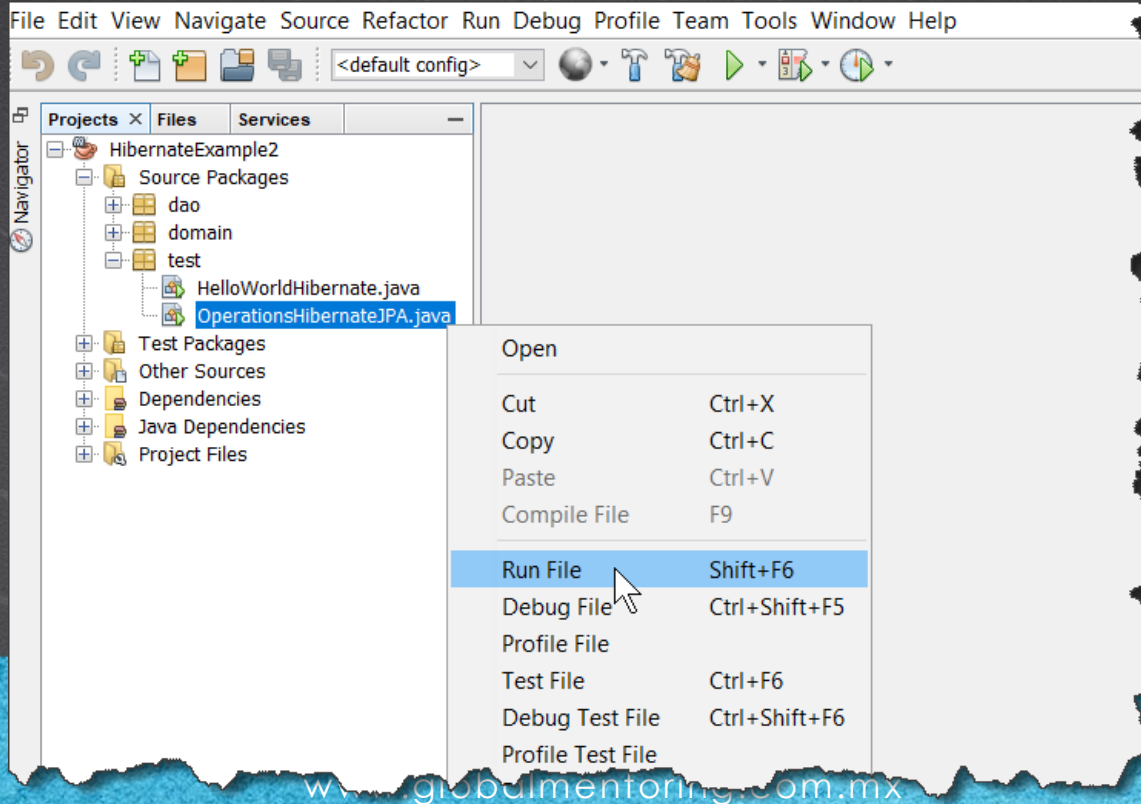 File Edit View Navigate Source Refactor Run Debug Profile Team Tools Window Help
<default config>
Projects Files Services
Navigator
HibernateExample2
Source Packages
dao
domain
test
HelloWorldHibernate.java
OperationsHibernateJPA.java
Test Packages
Other Sources
Dependencies
Java Dependencies
Project Files
Open
Cut Ctrl+X
Copy Ctrl+C
Paste Ctrl+V
Compile File F9
Run File Shift+F6
Debug File Ctrl+Shift+F5
Profile File
Test File Ctrl+F6
Debug Test File Ctrl+Shift+F6
Profile Test File
www.globalmentoring.com.mx